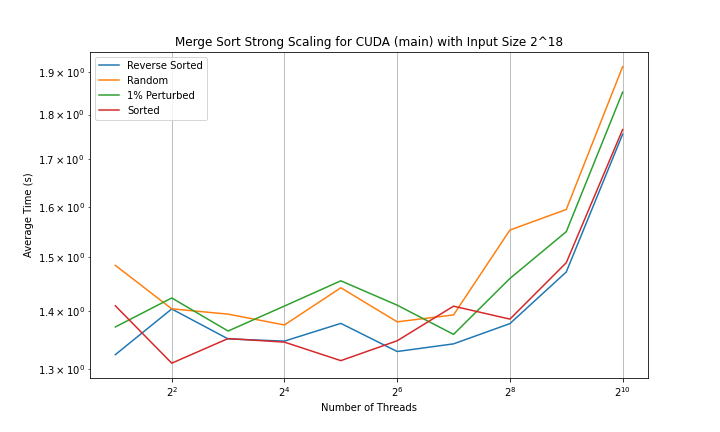 Merge Sort Strong Scaling for CUDA (main) with Input Size 2^18
Reverse Sorted
Random
1% Perturbed
Sorted
1.9 × 10⁰
1.8 × 10⁰
1.7 × 10⁰
1.6 × 10⁰
1.5 × 10⁰
1.4 × 10⁰
1.3 × 10⁰
Average Time (s)
2² 2⁴ 2⁶ 2⁸ 2¹⁰
Number of Threads